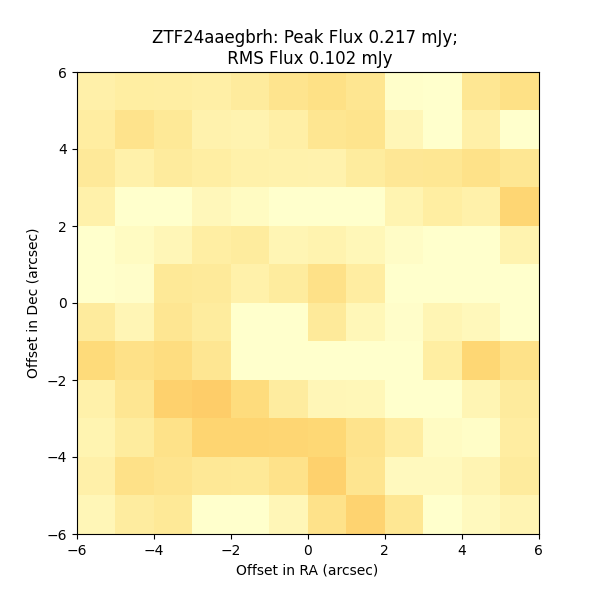 ZTF24aaegbrh: Peak Flux 0.217 mJy;
RMS Flux 0.102 mJy
6
4
2
0
−2
−4
−6
Offset in Dec (arcsec)
−6 −4 −2 0 2 4 6
Offset in RA (arcsec)